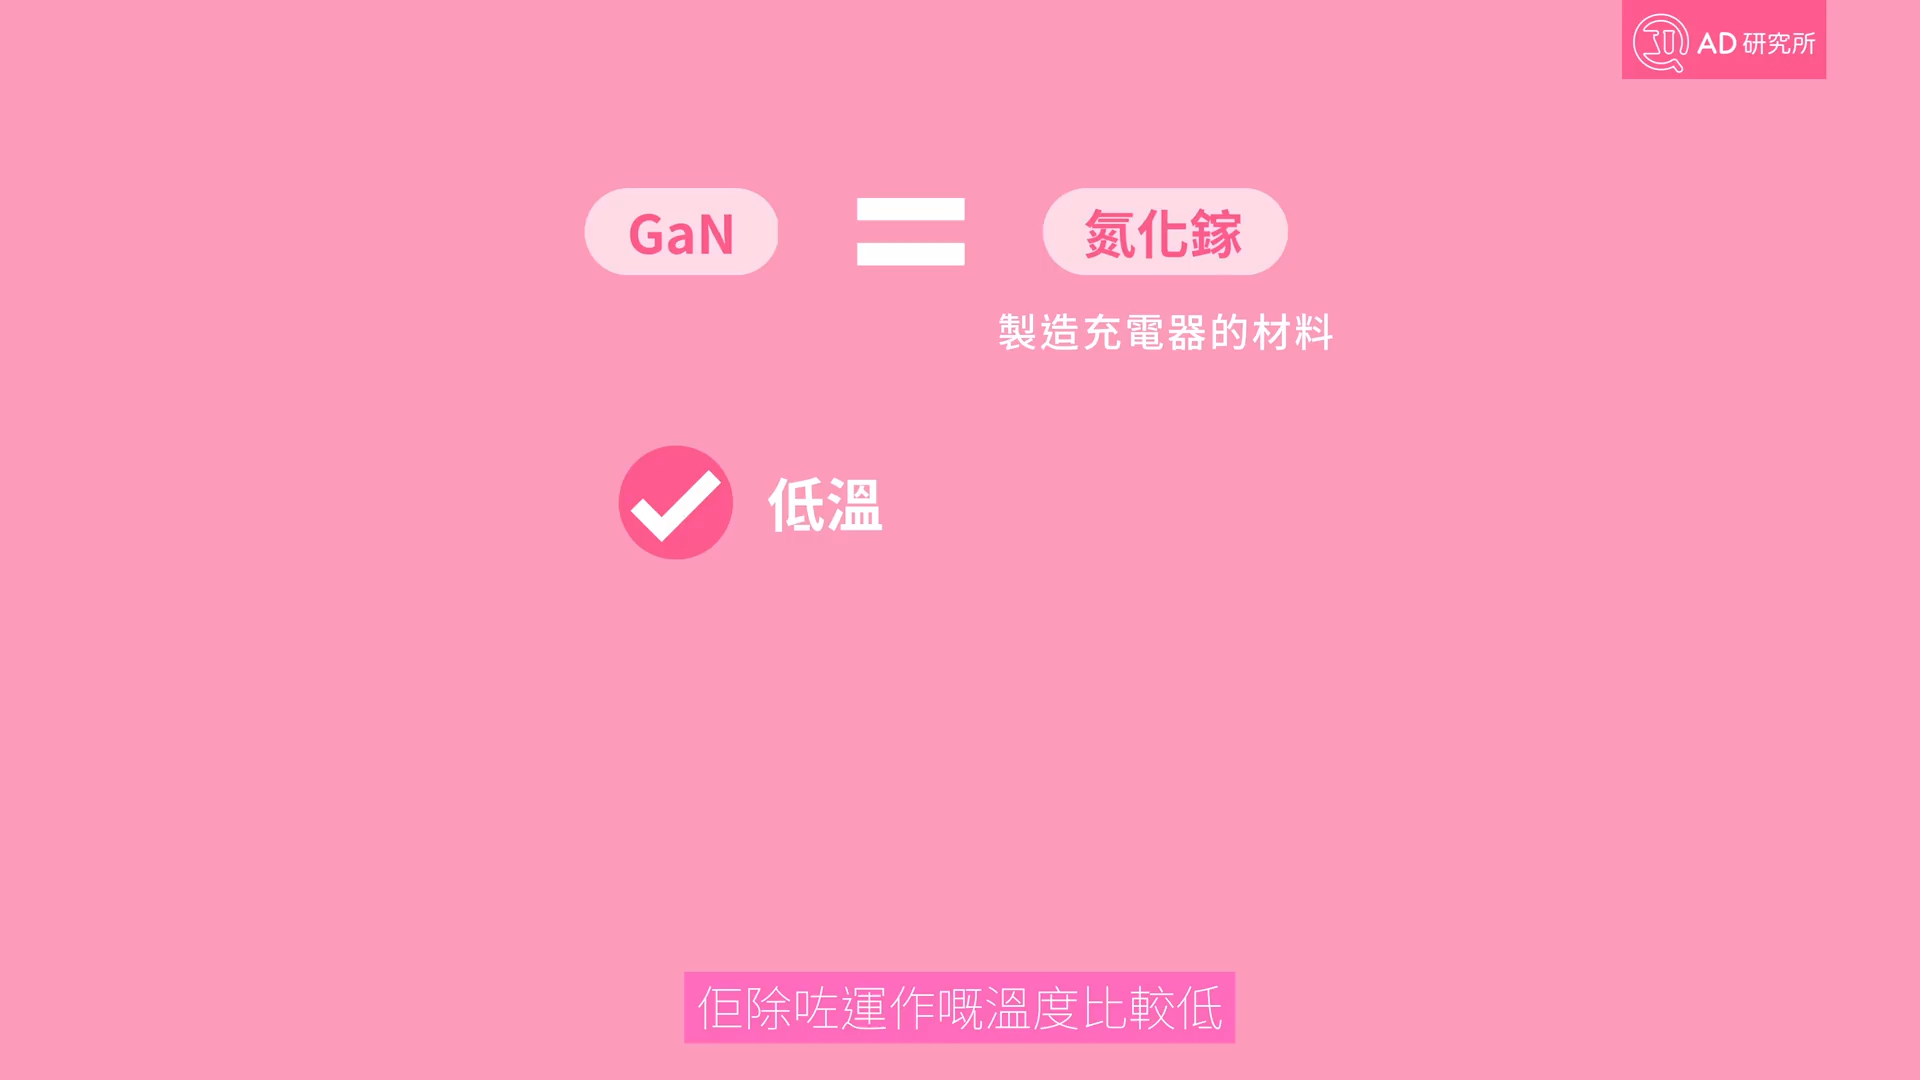 AD 研究所
GaN = 氮化鎵
製造充電器的材料
低溫
佢除咗運作嘅溫度比較低